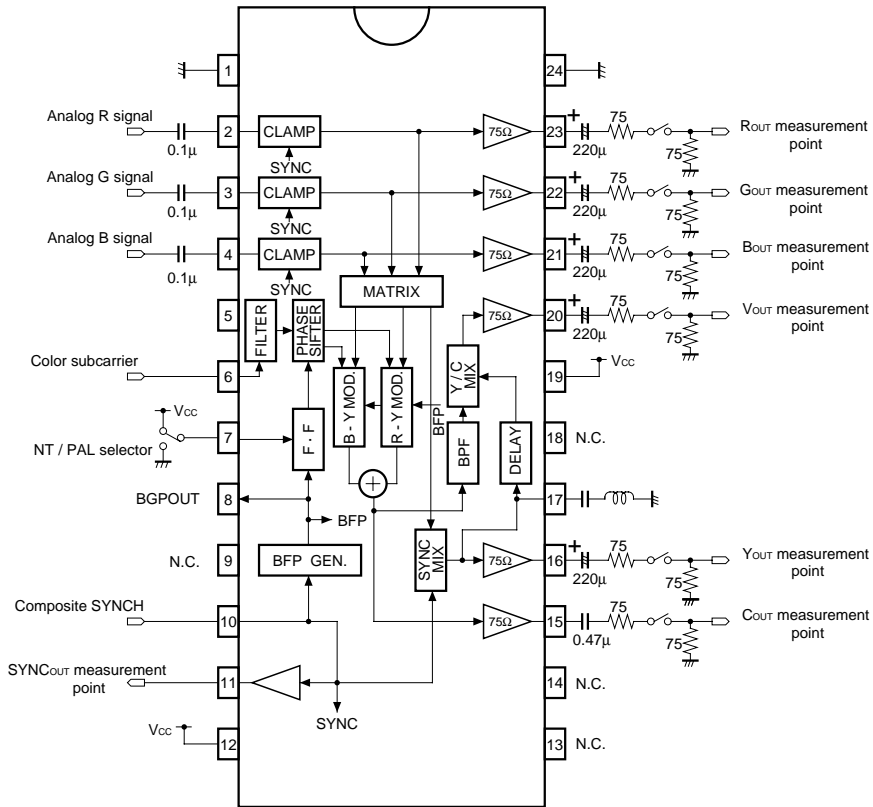 1
24
Analog R signal
0.1μ
2
CLAMP
SYNC
75Ω
23
+
220μ
75
75
ROUT measurement
point
Analog G signal
0.1μ
3
CLAMP
SYNC
75Ω
22
+
220μ
75
75
GOUT measurement
point
Analog B signal
0.1μ
4
CLAMP
SYNC
75Ω
21
+
220μ
75
75
BOUT measurement
point
MATRIX
5
FILTER
PHASE
SIFTER
75Ω
20
+
220μ
75
75
VOUT measurement
point
Color subcarrier
6
B - Y MOD.
R - Y MOD.
BFP
Y / C
MIX
19
VCC
VCC
NT / PAL selector
7
F · F
BPF
DELAY
18
N.C.
BGPOUT
8
BFP
+
17
N.C.
9
BFP GEN.
SYNC
MIX
75Ω
16
+
220μ
75
75
YOUT measurement
point
Composite SYNCH
10
75Ω
15
0.47μ
75
75
COUT measurement
point
SYNCOUT measurement
point
11
SYNC
14
N.C.
VCC
12
13
N.C.